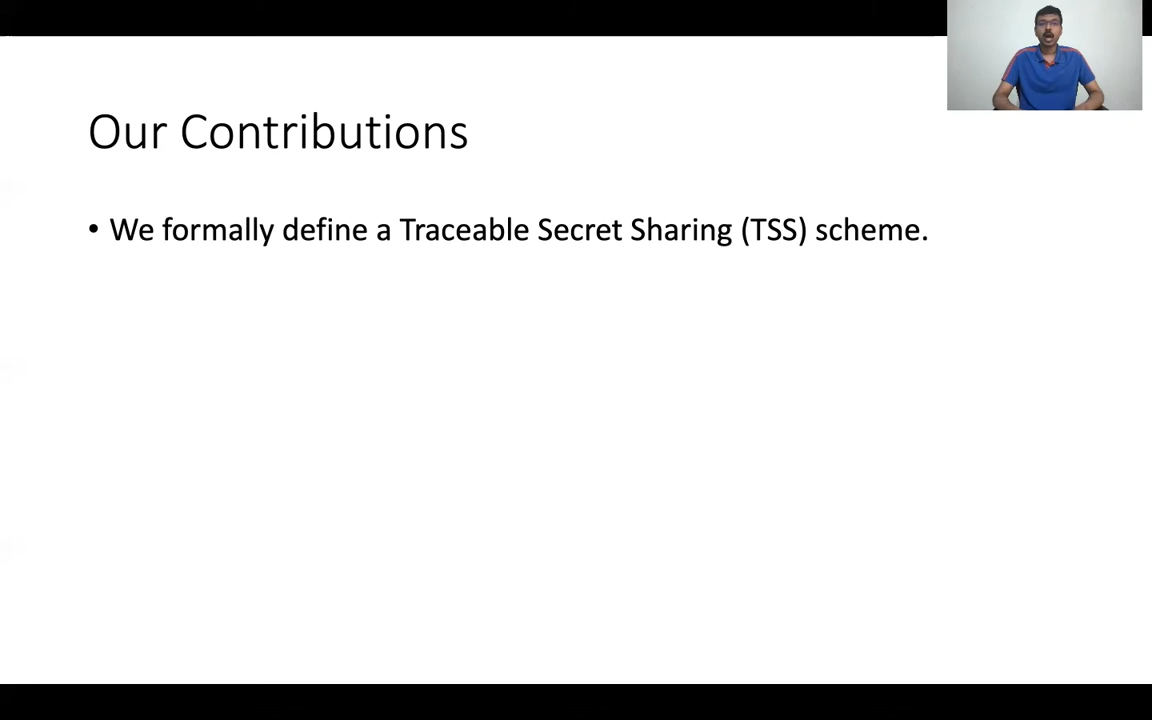 Our Contributions
• We formally define a Traceable Secret Sharing (TSS) scheme.